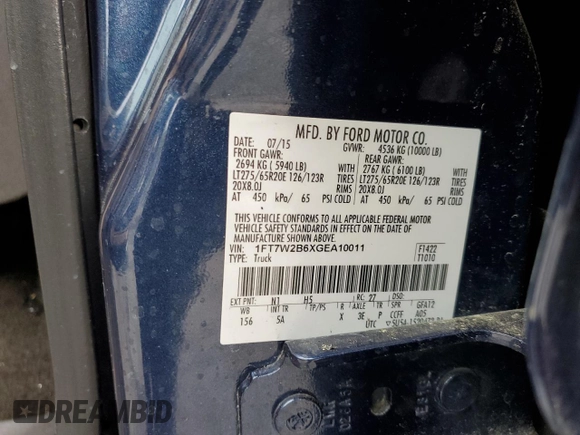 MFD. BY FORD MOTOR CO.
DATE: 07/15 GVWR: 4536 KG (10000 LB)
FRONT GAWR: REAR GAWR:
2694 KG ( 5940 LB) WITH 2767 KG ( 6100 LB) WITH
LT275/65R20E 126/123R TIRES LT275/65R20E 126/123R TIRES
20X8.0J RIMS 20X8.0J RIMS
AT 450 kPa/ 65 PSI COLD AT 450 kPa/ 65 PSI COLD
THIS VEHICLE CONFORMS TO ALL APPLICABLE FEDERAL MOTOR
VEHICLE SAFETY STANDARDS IN EFFECT ON THE DATE OF
MANUFACTURE SHOWN ABOVE.
VIN: 1FT7W2B6XGEA10011 F1422
TYPE: Truck T1010
EXT PNT: N1 H5 RC: 27 DSO:
WB INT TR TP/PS R AXLE TR SPR GFA12
156 SA X 3E P CCFF A05
UTC
DREAMBID